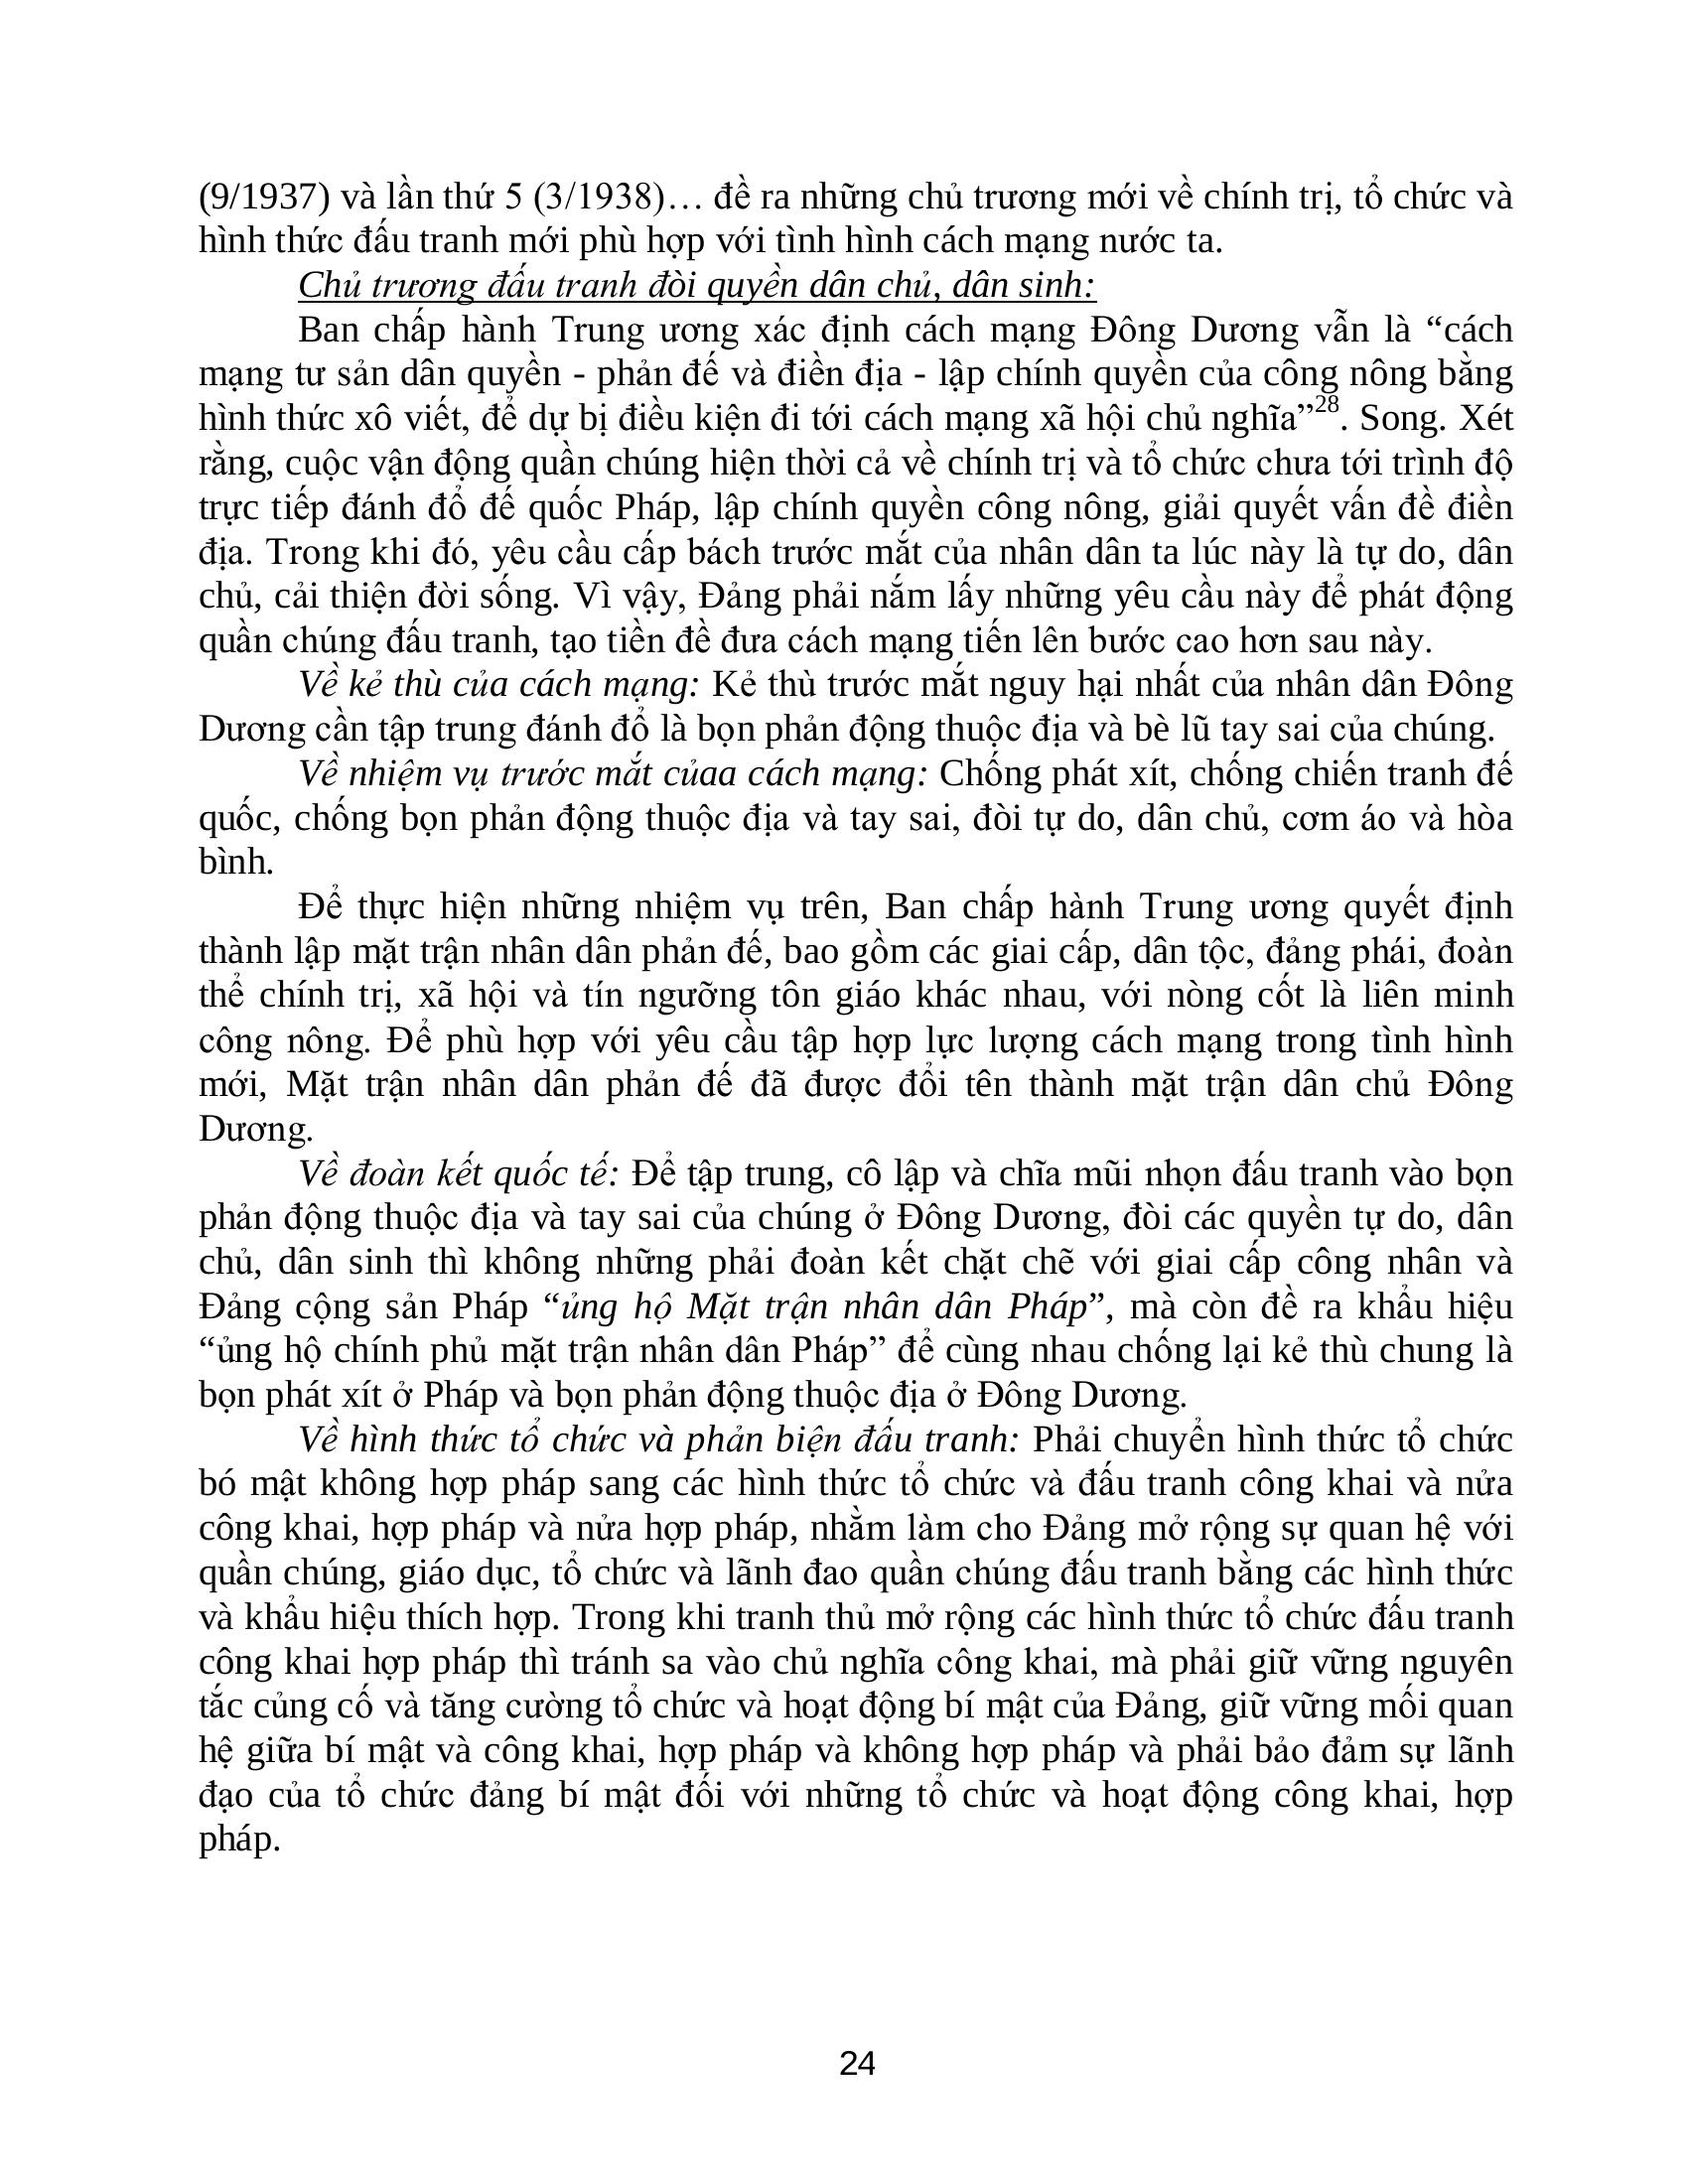 (9/1937) và lần thứ 5 (3/1938)… đề ra những chủ trương mới về chính trị, tổ chức và
hình thức đấu tranh mới phù hợp với tình hình cách mạng nước ta.
Chủ trương đấu tranh đòi quyền dân chủ, dân sinh:
Ban chấp hành Trung ương xác định cách mạng Đông Dương vẫn là “cách
mạng tư sản dân quyền - phản đế và điền địa - lập chính quyền của công nông bằng
hình thức xô viết, để dự bị điều kiện đi tới cách mạng xã hội chủ nghĩa”28. Song. Xét
rằng, cuộc vận động quần chúng hiện thời cả về chính trị và tổ chức chưa tới trình độ
trực tiếp đánh đổ đế quốc Pháp, lập chính quyền công nông, giải quyết vấn đề điền
địa. Trong khi đó, yêu cầu cấp bách trước mắt của nhân dân ta lúc này là tự do, dân
chủ, cải thiện đời sống. Vì vậy, Đảng phải nắm lấy những yêu cầu này để phát động
quần chúng đấu tranh, tạo tiền đề đưa cách mạng tiến lên bước cao hơn sau này.
Về kẻ thù của cách mạng: Kẻ thù trước mắt nguy hại nhất của nhân dân Đông
Dương cần tập trung đánh đổ là bọn phản động thuộc địa và bè lũ tay sai của chúng.
Về nhiệm vụ trước mắt củaa cách mạng: Chống phát xít, chống chiến tranh đế
quốc, chống bọn phản động thuộc địa và tay sai, đòi tự do, dân chủ, cơm áo và hòa
bình.
Để thực hiện những nhiệm vụ trên, Ban chấp hành Trung ương quyết định
thành lập mặt trận nhân dân phản đế, bao gồm các giai cấp, dân tộc, đảng phái, đoàn
thể chính trị, xã hội và tín ngưỡng tôn giáo khác nhau, với nòng cốt là liên minh
công nông. Để phù hợp với yêu cầu tập hợp lực lượng cách mạng trong tình hình
mới, Mặt trận nhân dân phản đế đã được đổi tên thành mặt trận dân chủ Đông
Dương.
Về đoàn kết quốc tế: Để tập trung, cô lập và chĩa mũi nhọn đấu tranh vào bọn
phản động thuộc địa và tay sai của chúng ở Đông Dương, đòi các quyền tự do, dân
chủ, dân sinh thì không những phải đoàn kết chặt chẽ với giai cấp công nhân và
Đảng cộng sản Pháp “ủng hộ Mặt trận nhân dân Pháp”, mà còn đề ra khẩu hiệu
“ủng hộ chính phủ mặt trận nhân dân Pháp” để cùng nhau chống lại kẻ thù chung là
bọn phát xít ở Pháp và bọn phản động thuộc địa ở Đông Dương.
Về hình thức tổ chức và phản biện đấu tranh: Phải chuyển hình thức tổ chức
bó mật không hợp pháp sang các hình thức tổ chức và đấu tranh công khai và nửa
công khai, hợp pháp và nửa hợp pháp, nhằm làm cho Đảng mở rộng sự quan hệ với
quần chúng, giáo dục, tổ chức và lãnh đao quần chúng đấu tranh bằng các hình thức
và khẩu hiệu thích hợp. Trong khi tranh thủ mở rộng các hình thức tổ chức đấu tranh
công khai hợp pháp thì tránh sa vào chủ nghĩa công khai, mà phải giữ vững nguyên
tắc củng cố và tăng cường tổ chức và hoạt động bí mật của Đảng, giữ vững mối quan
hệ giữa bí mật và công khai, hợp pháp và không hợp pháp và phải bảo đảm sự lãnh
đạo của tổ chức đảng bí mật đối với những tổ chức và hoạt động công khai, hợp
pháp.
24